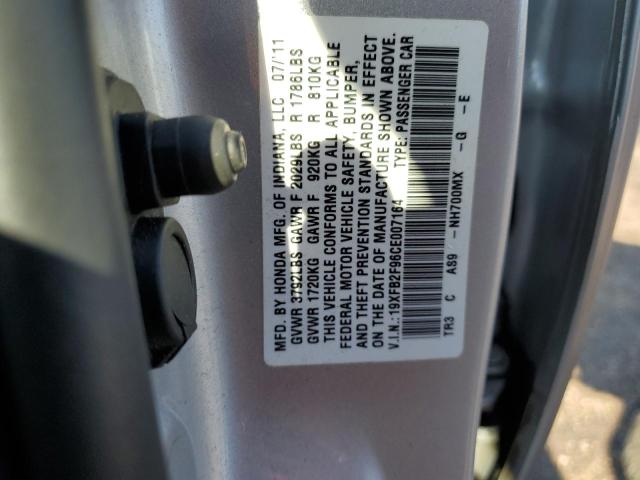 MFD. BY HONDA MFG. OF INDIANA, LLC 07/11
GVWR 3792LBS GAWR F 2029LBS R 1786LBS
GVWR 1720KG GAWR F 920KG R 810KG
THIS VEHICLE CONFORMS TO ALL APPLICABLE
FEDERAL MOTOR VEHICLE SAFETY, BUMPER,
AND THEFT PREVENTION STANDARDS IN EFFECT
ON THE DATE OF MANUFACTURE SHOWN ABOVE.
V.I.N.:19XFB2F96CE007164 TYPE: PASSENGER CAR
TR3 C AS9 -NH700MX -G -E